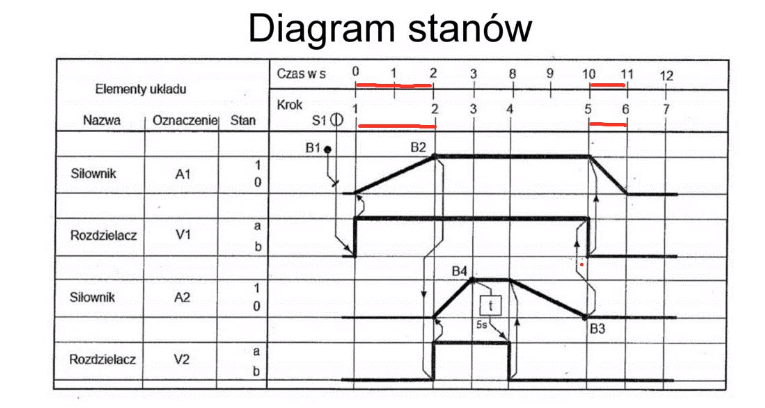 Diagram stanów
Elementy układu
Czas w s 0 1 2 3 8 9 10 11 12
Krok
Nazwa Oznaczenie Stan S1 1 2 3 4 5 6 7
B1 B2
Siłownik A1 1
0
Rozdzielacz V1 a
b
B4
Siłownik A2 1
0
t
5s
B3
Rozdzielacz V2 a
b